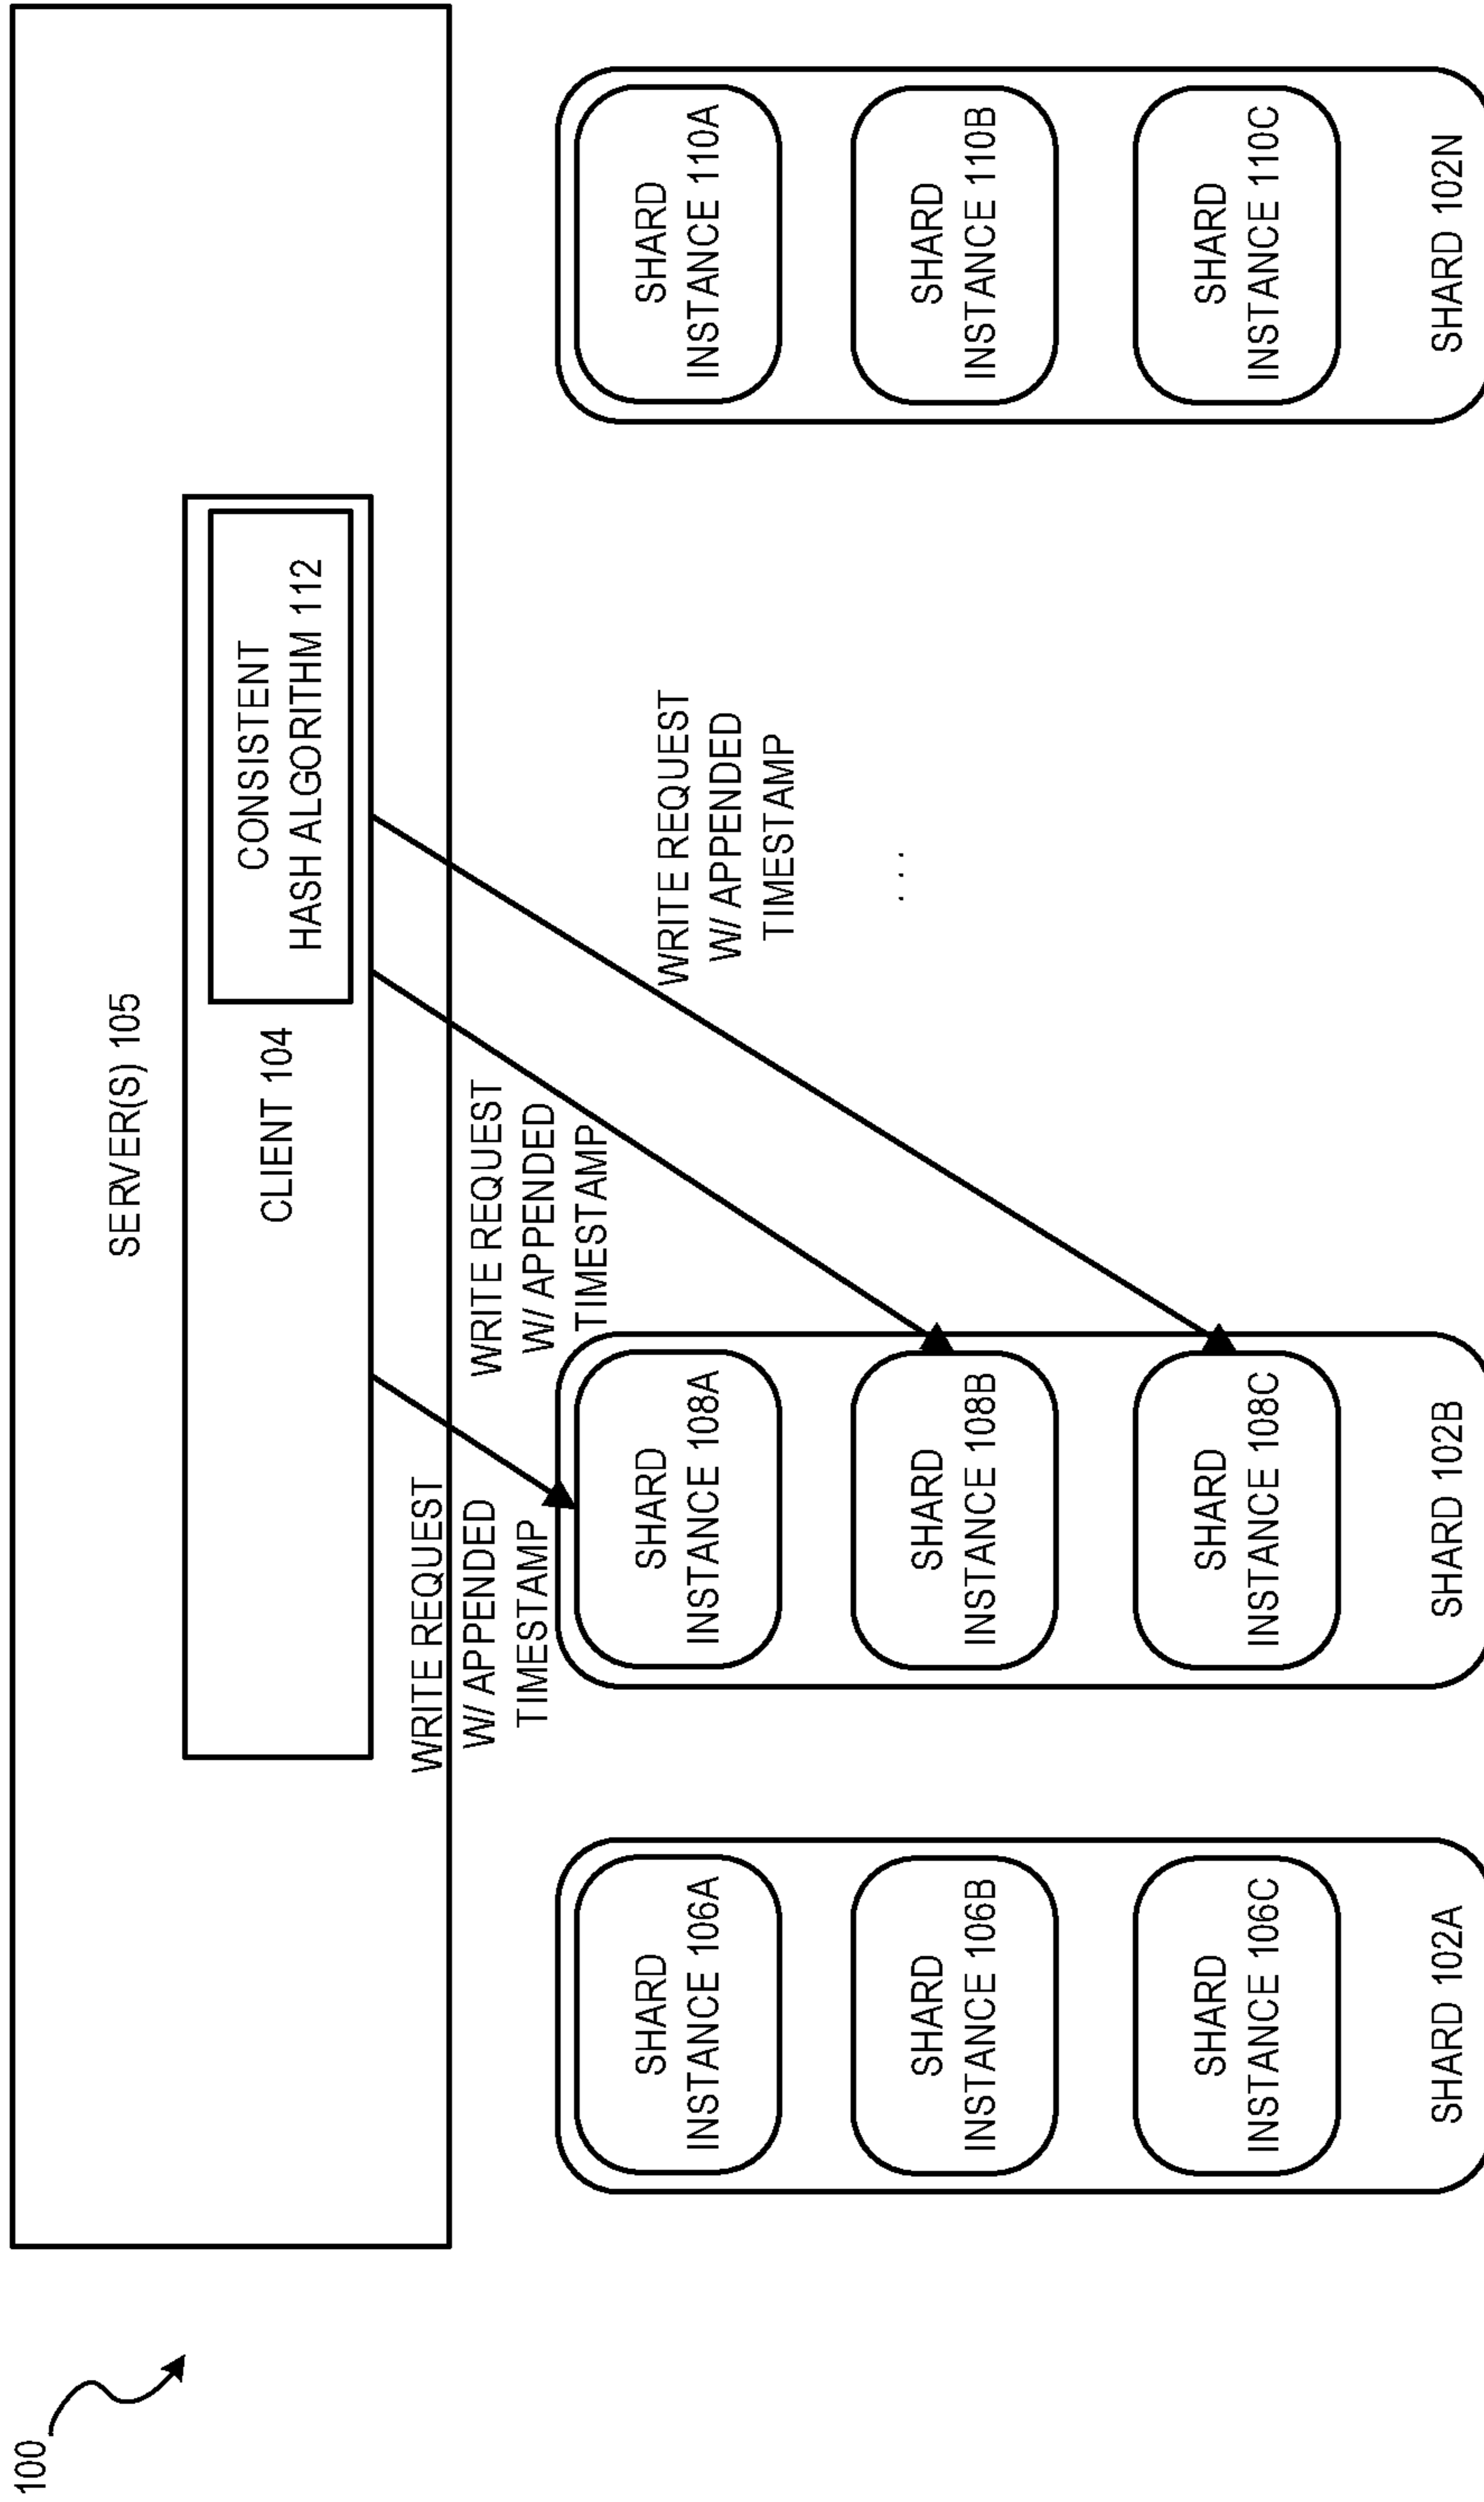 100
SERVER(S) 105
CLIENT 104
CONSISTENT
HASH ALGORITHM 112
WRITE REQUEST
W/ APPENDED
TIMESTAMP
WRITE REQUEST
W/ APPENDED
TIMESTAMP
WRITE REQUEST
W/ APPENDED
TIMESTAMP
. . .
SHARD
INSTANCE 106A
SHARD
INSTANCE 106B
SHARD
INSTANCE 106C
SHARD 102A
SHARD
INSTANCE 108A
SHARD
INSTANCE 108B
SHARD
INSTANCE 108C
SHARD 102B
SHARD
INSTANCE 110A
SHARD
INSTANCE 110B
SHARD
INSTANCE 110C
SHARD 102N